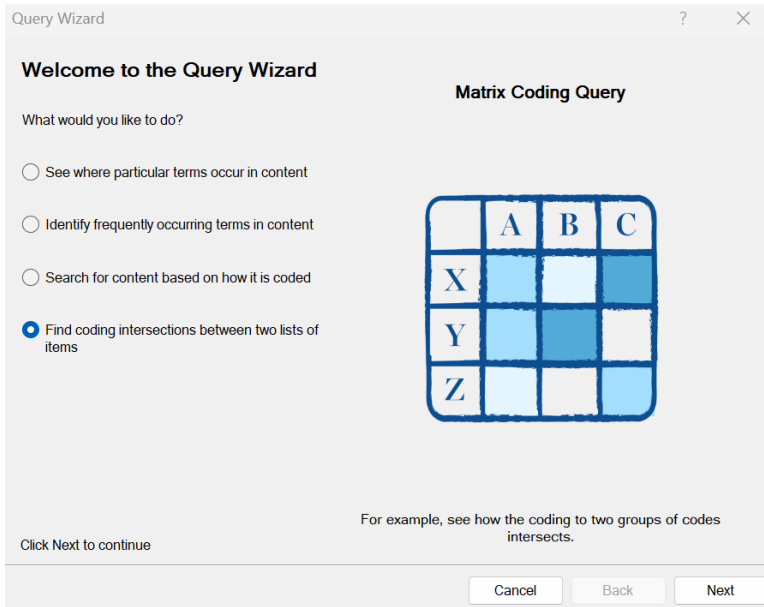 Query Wizard
?
Welcome to the Query Wizard
What would you like to do?
See where particular terms occur in content
Identify frequently occurring terms in content
Search for content based on how it is coded
Find coding intersections between two lists of
items
Click Next to continue
Matrix Coding Query
A B C
X
Y
Z
For example, see how the coding to two groups of codes
intersects.
Cancel Back Next